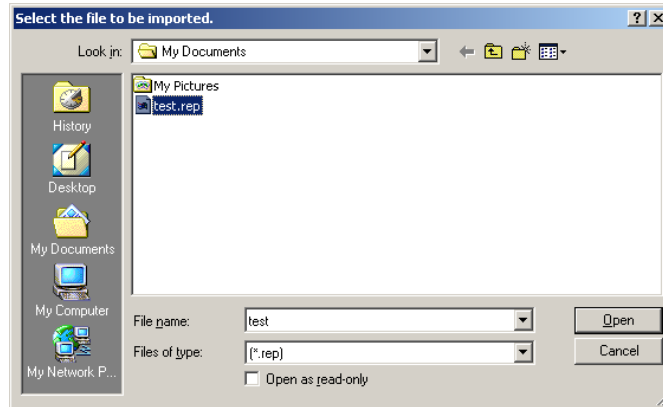 Select the file to be imported.
Look in: My Documents
My Pictures
test.rep
History
Desktop
My Documents
My Computer
My Network P...
File name: test Open
Files of type: (*.rep) Cancel
Open as read-only